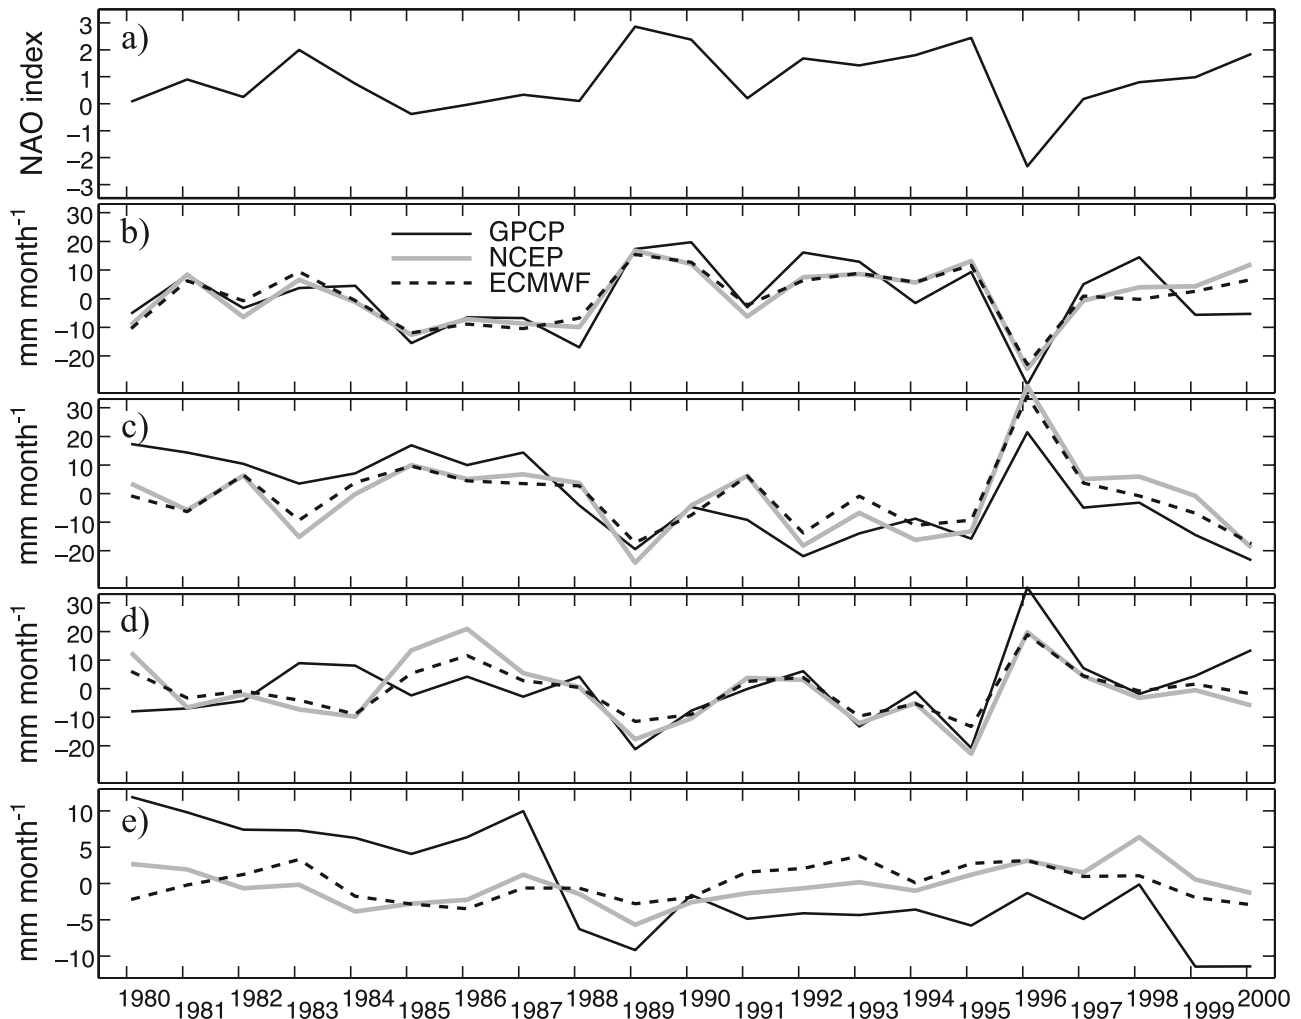 NAO index
3
2
1
0
−1
−2
−3
a)
mm month-1
30
20
10
0
−10
−20
b)
GPCP
NCEP
ECMWF
mm month-1
30
20
10
0
−10
−20
c)
mm month-1
30
20
10
0
−10
−20
d)
mm month-1
10
5
0
−5
−10
e)
1980 1981 1982 1983 1984 1985 1986 1987 1988 1989 1990 1991 1992 1993 1994 1995 1996 1997 1998 1999 2000